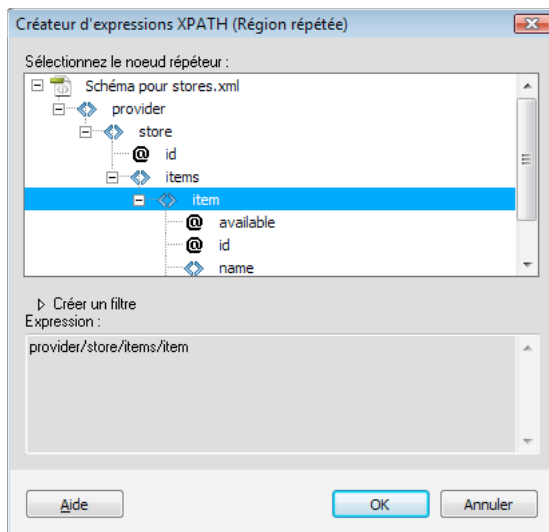 Créateur d'expressions XPATH (Région répétée)
Sélectionnez le noeud répéteur :
Schéma pour stores.xml
provider
store
@ id
items
item
@ available
@ id
name
Créer un filtre
Expression :
provider/store/items/item
Aide
OK
Annuler